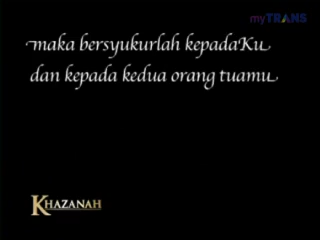 myTRANS
maka bersyukurlah kepadaKu
dan kepada kedua orang tuamu
KHAZANAH